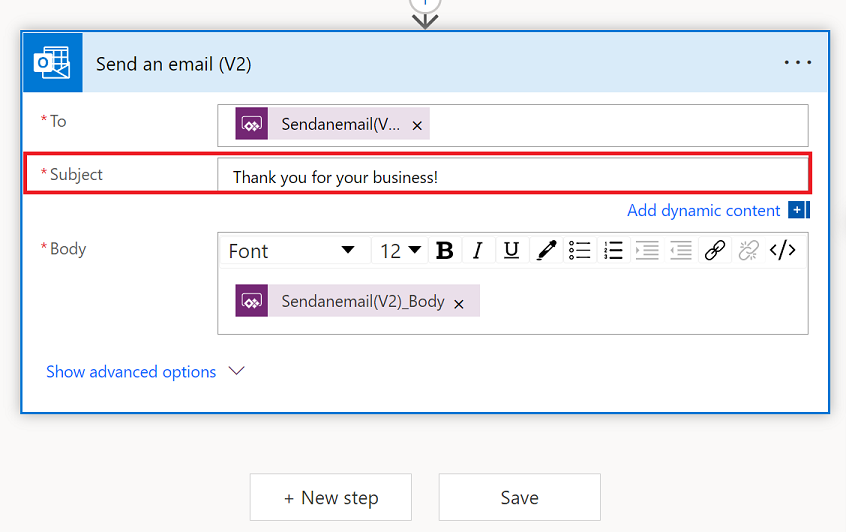 Send an email (V2)
* To
Sendanemail(V... ×
* Subject
Thank you for your business!
Add dynamic content
* Body
Font 12 B I U </>
Sendanemail(V2)_Body ×
Show advanced options
+ New step Save